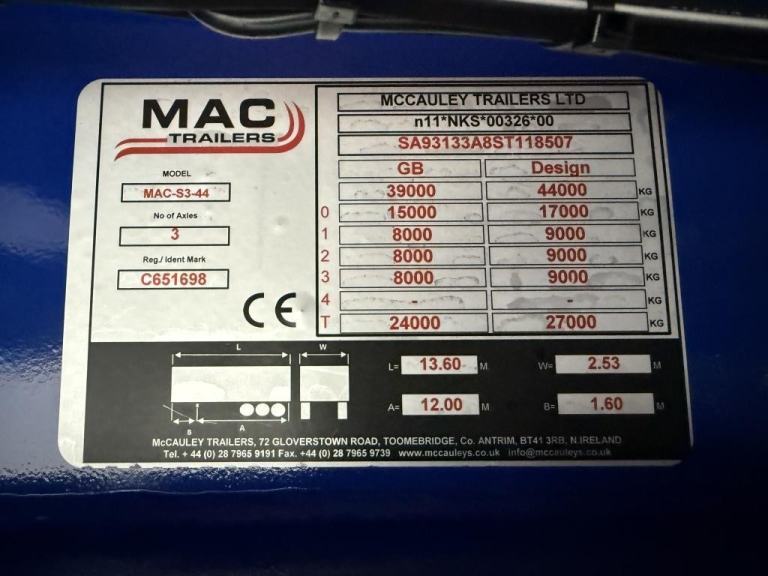 MAC
TRAILERS
MODEL
MAC-S3-44
No of Axles
3
Reg./ Ident Mark
C651698
CE
MCCAULEY TRAILERS LTD
n11*NKS*00326*00
SA93133A8ST118507
GB Design
39000 44000 KG
0 15000 17000 KG
1 8000 9000 KG
2 8000 9000 KG
3 8000 9000 KG
4 - - KG
T 24000 27000 KG
L W
B A
L= 13.60 M W= 2.53 M
A= 12.00 M B= 1.60 M
McCAULEY TRAILERS, 72 GLOVERSTOWN ROAD, TOOMEBRIDGE, Co. ANTRIM, BT41 3RB, N.IRELAND
Tel. + 44 (0) 28 7965 9191 Fax. +44 (0) 28 7965 9739 www.mccauleys.co.uk info@mccauleys.co.uk